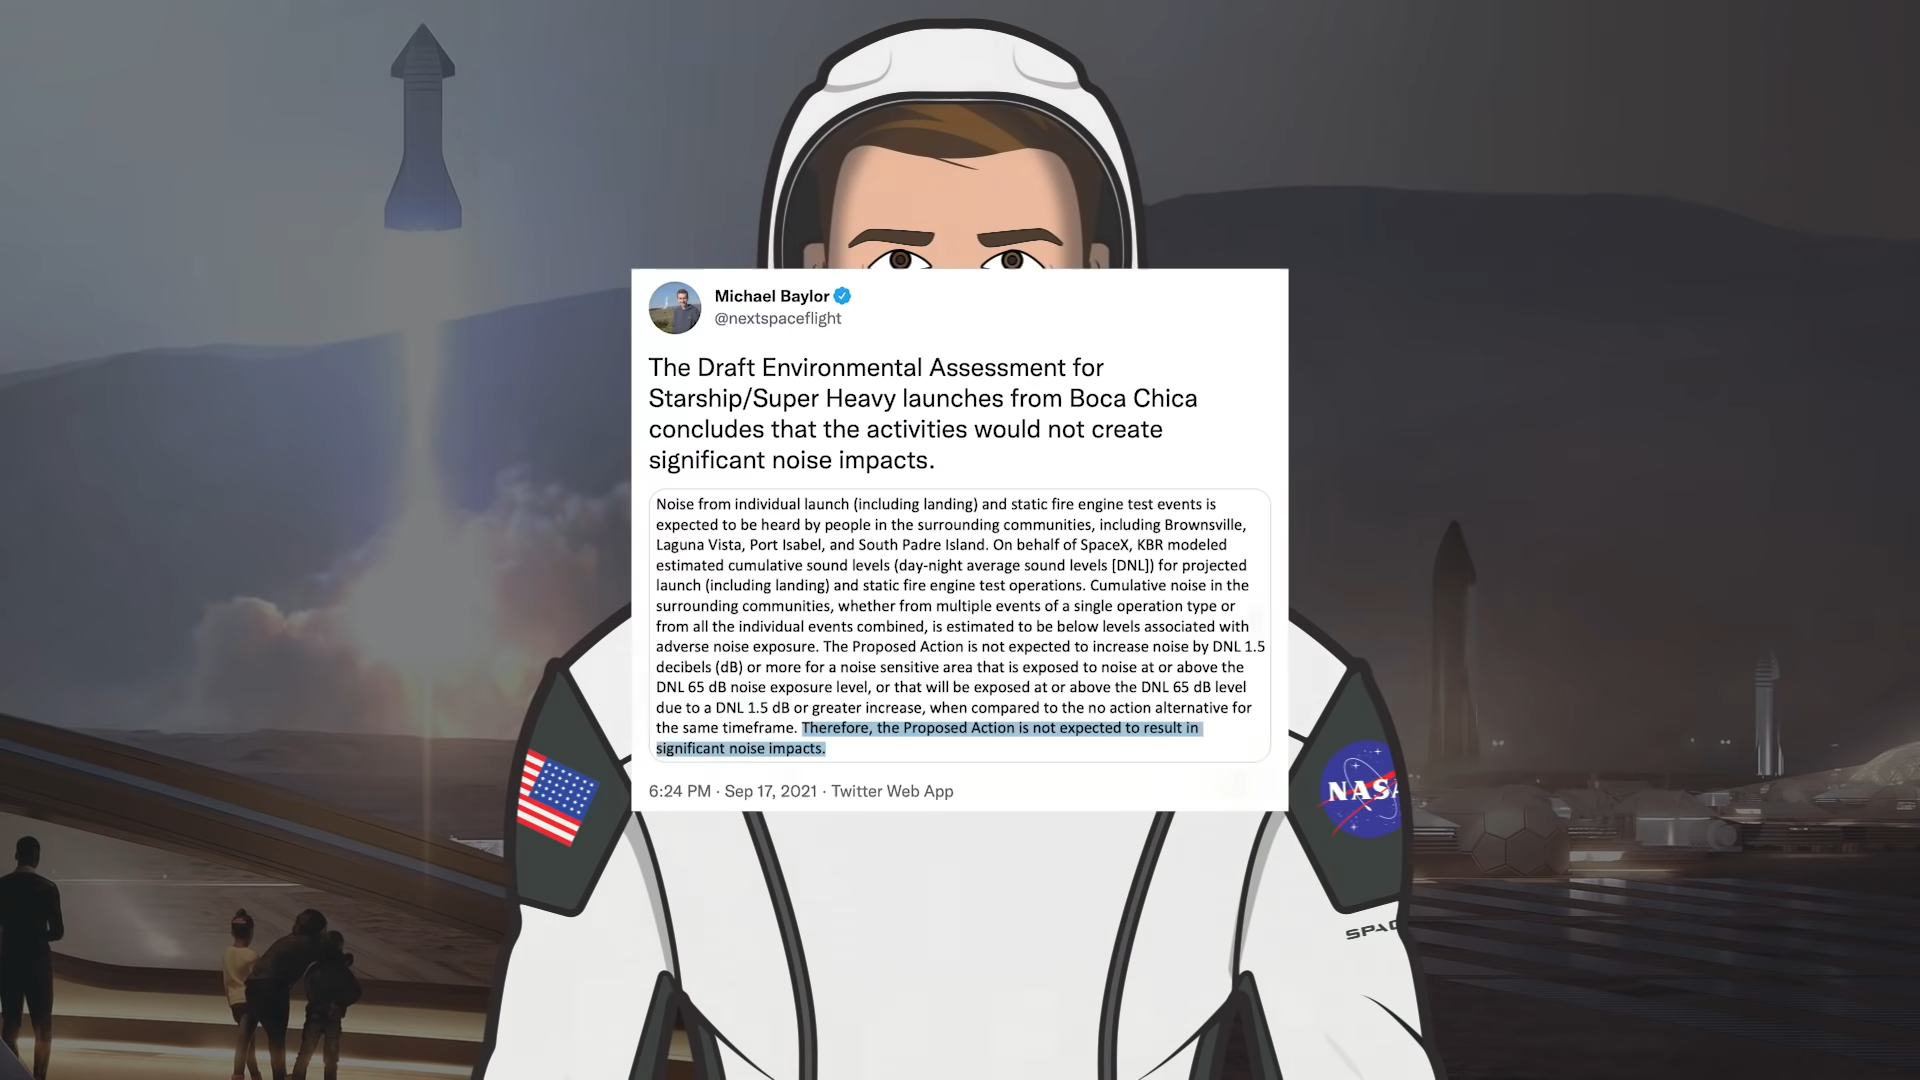 Michael Baylor
@nextspaceflight
The Draft Environmental Assessment for
Starship/Super Heavy launches from Boca Chica
concludes that the activities would not create
significant noise impacts.
Noise from individual launch (including landing) and static fire engine test events is
expected to be heard by people in the surrounding communities, including Brownsville,
Laguna Vista, Port Isabel, and South Padre Island. On behalf of SpaceX, KBR modeled
estimated cumulative sound levels (day-night average sound levels [DNL]) for projected
launch (including landing) and static fire engine test operations. Cumulative noise in the
surrounding communities, whether from multiple events of a single operation type or
from all the individual events combined, is estimated to be below levels associated with
adverse noise exposure. The Proposed Action is not expected to increase noise by DNL 1.5
decibels (dB) or more for a noise sensitive area that is exposed to noise at or above the
DNL 65 dB noise exposure level, or that will be exposed at or above the DNL 65 dB level
due to a DNL 1.5 dB or greater increase, when compared to the no action alternative for
the same timeframe. Therefore, the Proposed Action is not expected to result in
significant noise impacts.
6:24 PM · Sep 17, 2021 · Twitter Web App
NASA
SPAC